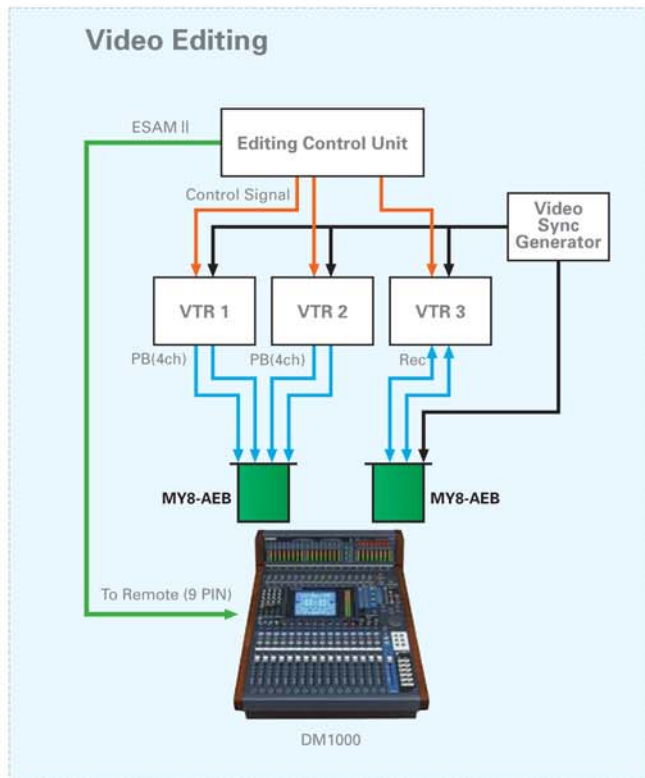 Video Editing
ESAM II
Editing Control Unit
Control Signal
Video
Sync
Generator
VTR 1
VTR 2
VTR 3
PB(4ch)
PB(4ch)
Rec
MY8-AEB
MY8-AEB
To Remote (9 PIN)
DM1000